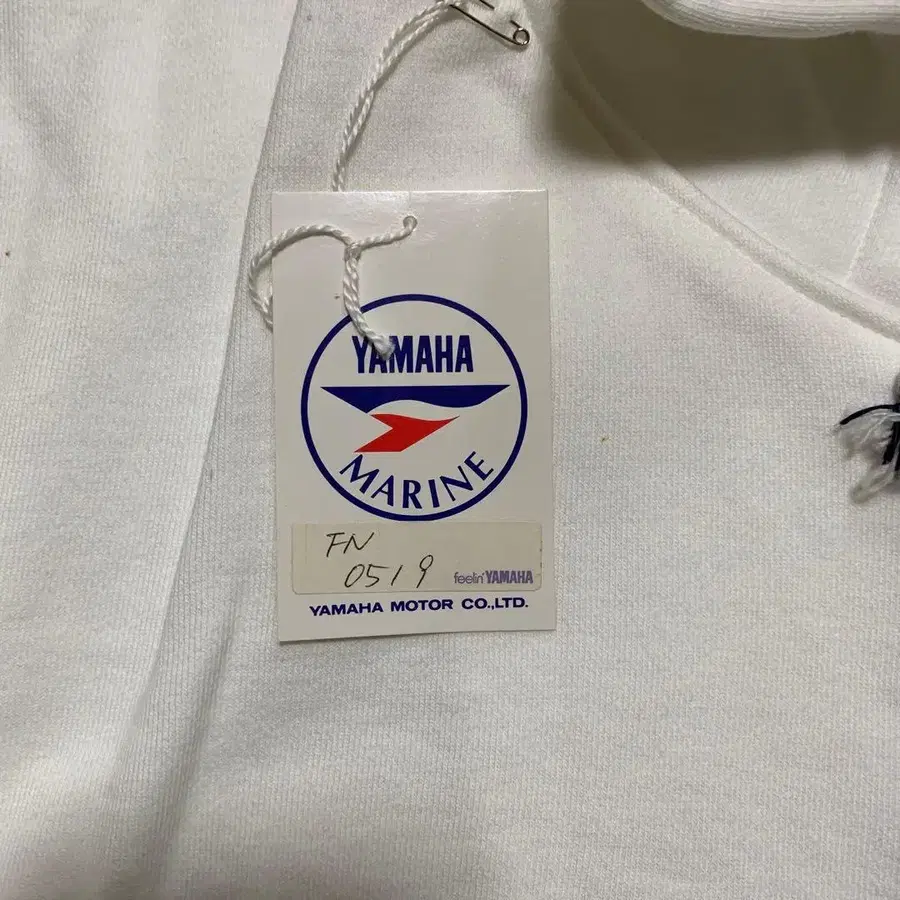 YAMAHA
MARINE
FN
0519
feelin' YAMAHA
YAMAHA MOTOR CO.,LTD.